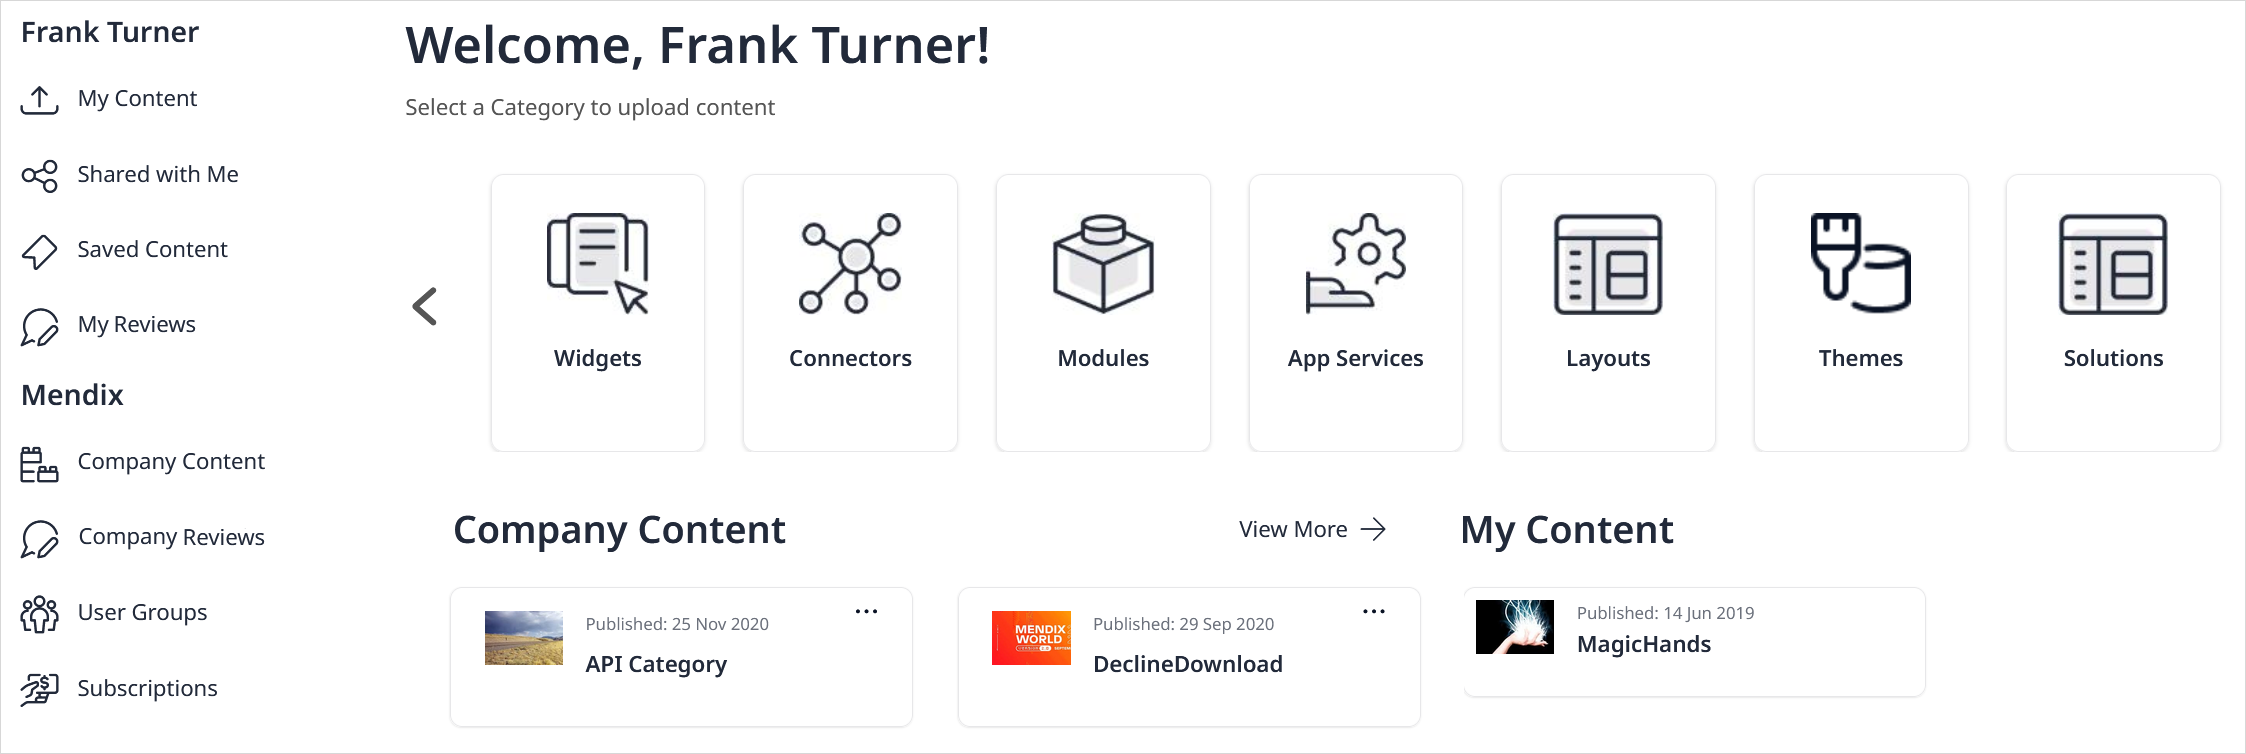 Frank Turner
My Content
Shared with Me
Saved Content
My Reviews
Mendix
Company Content
Company Reviews
User Groups
Subscriptions
Welcome, Frank Turner!
Select a Category to upload content
Widgets
Connectors
Modules
App Services
Layouts
Themes
Solutions
Company Content
View More
Published: 25 Nov 2020
API Category
MENDIX
WORLD
Published: 29 Sep 2020
DeclineDownload
My Content
Published: 14 Jun 2019
MagicHands